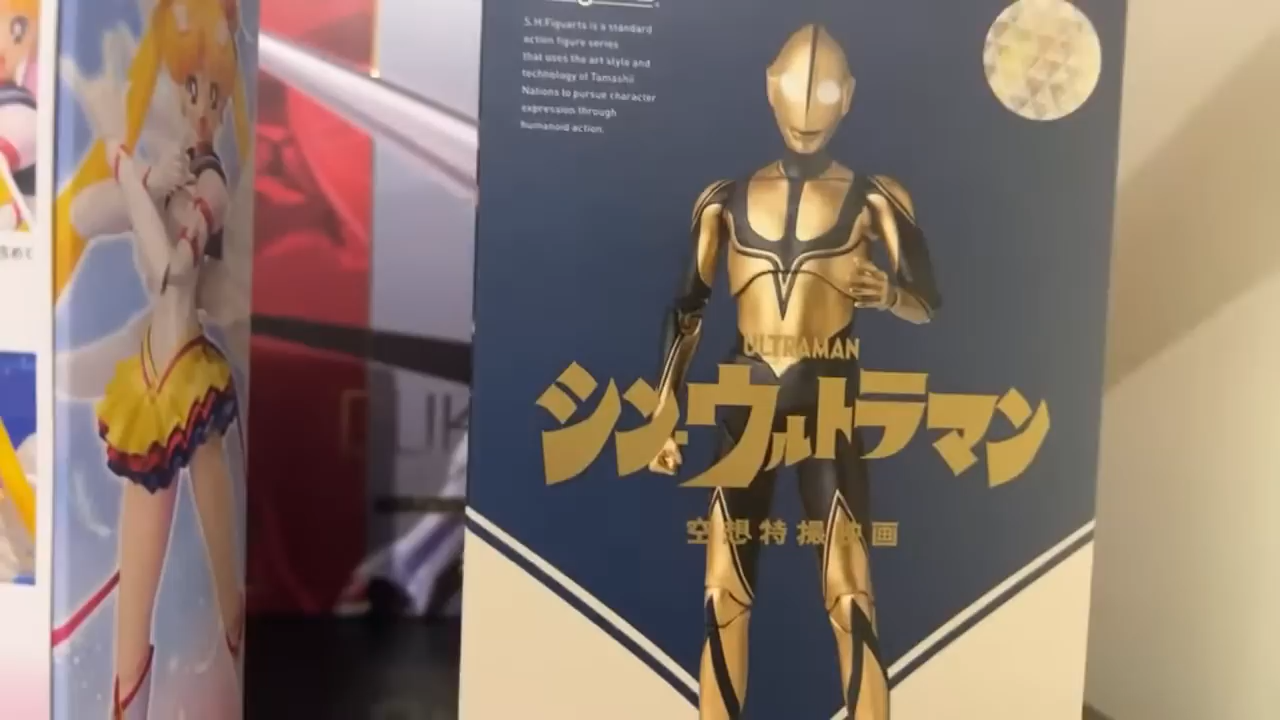 S.H.Figuarts is a standard
action figure series
that uses the art style and
technology of Tamashii
Nations to pursue character
expression through
humanoid action.
ULTRAMAN
シン・ウルトラマン
空想特撮映画